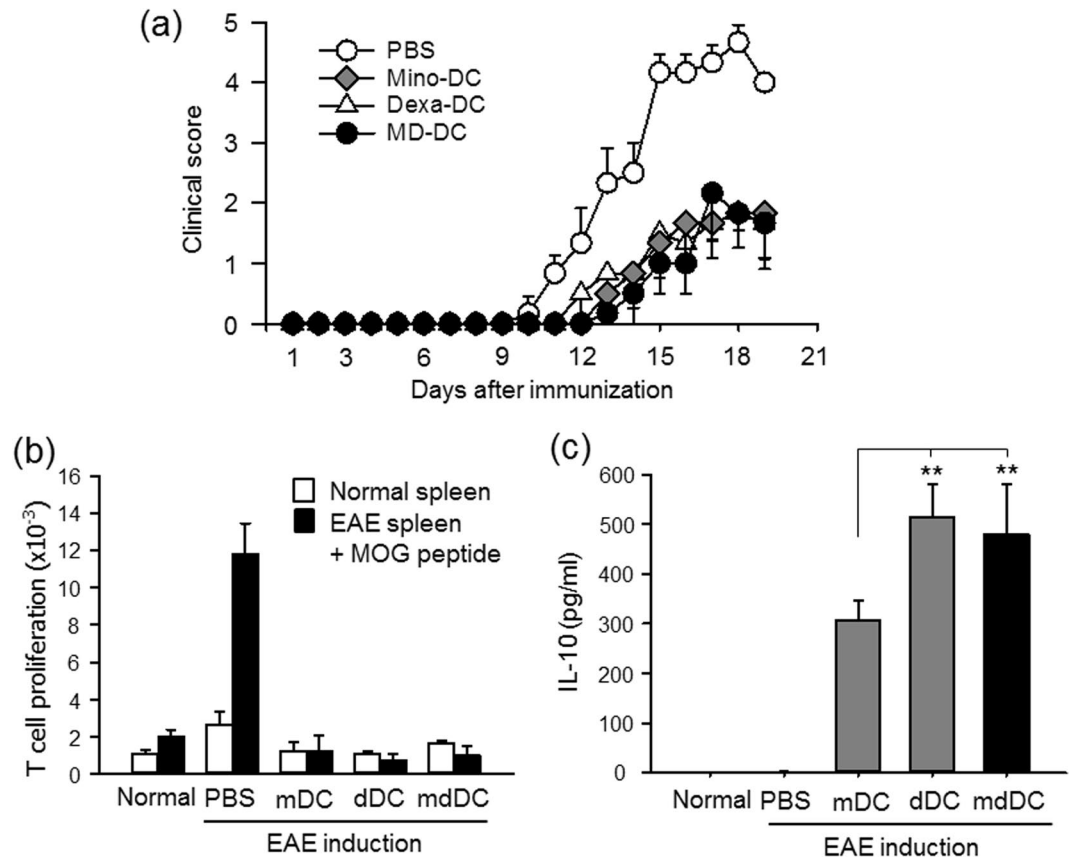 (a)
5
4
3
2
1
0
Clinical score
PBS
Mino-DC
Dexa-DC
MD-DC
1 3 6 9 12 15 18 21
Days after immunization
(b)
16
14
12
10
8
6
4
2
0
T cell proliferation (x10⁻³)
Normal spleen
EAE spleen
+ MOG peptide
Normal PBS mDC dDC mdDC
EAE induction
(c)
600
500
400
300
200
100
0
IL-10 (pg/ml)
** **
Normal PBS mDC dDC mdDC
EAE induction